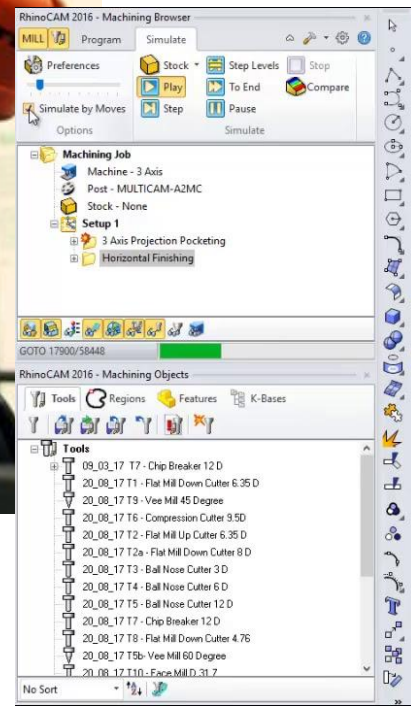 RhinoCAM 2016 - Machining Browser
MILL Program Simulate
Preferences Stock Step Levels Stop
Play To End Compare
Simulate by Moves Step Pause
Options Simulate
Machining Job
Machine - 3 Axis
Post - MULTICAM-A2MC
Stock - None
Setup 1
3 Axis Projection Pocketing
Horizontal Finishing
GOTO 17900/58448
RhinoCAM 2016 - Machining Objects
Tools Regions Features K-Bases
Tools
09_03_17 T7 - Chip Breaker 12 D
20_08_17 T1 - Flat Mill Down Cutter 6.35 D
20_08_17 T9 - Vee Mill 45 Degree
20_08_17 T6 - Compression Cutter 9.5D
20_08_17 T2 - Flat Mill Up Cutter 6.35 D
20_08_17 T2a - Flat Mill Down Cutter 8 D
20_08_17 T3 - Ball Nose Cutter 3 D
20_08_17 T4 - Ball Nose Cutter 6 D
20_08_17 T5 - Ball Nose Cutter 12 D
20_08_17 T7 - Chip Breaker 12 D
20_08_17 T8 - Flat Mill Down Cutter 4.76
20_08_17 T5b- Vee Mill 60 Degree
20_08_17 T10 - Face Mill D 31.7
No Sort